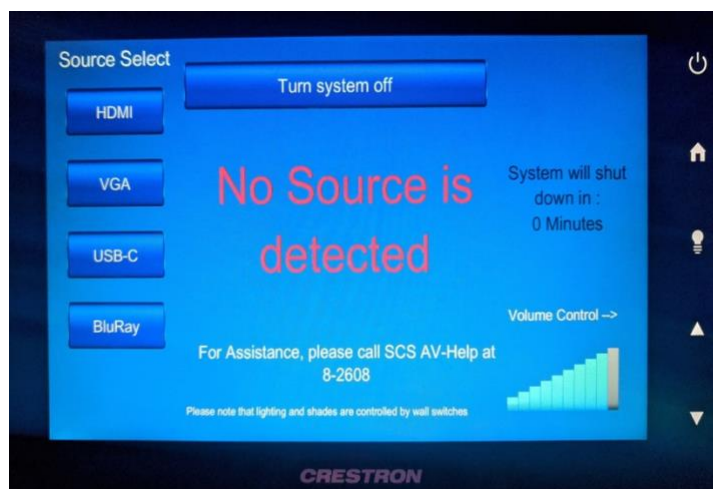 Source Select
Turn system off
HDMI
VGA
USB-C
BluRay
No Source is
detected
System will shut
down in :
0 Minutes
Volume Control -->
For Assistance, please call SCS AV-Help at
8-2608
Please note that lighting and shades are controlled by wall switches
CRESTRON